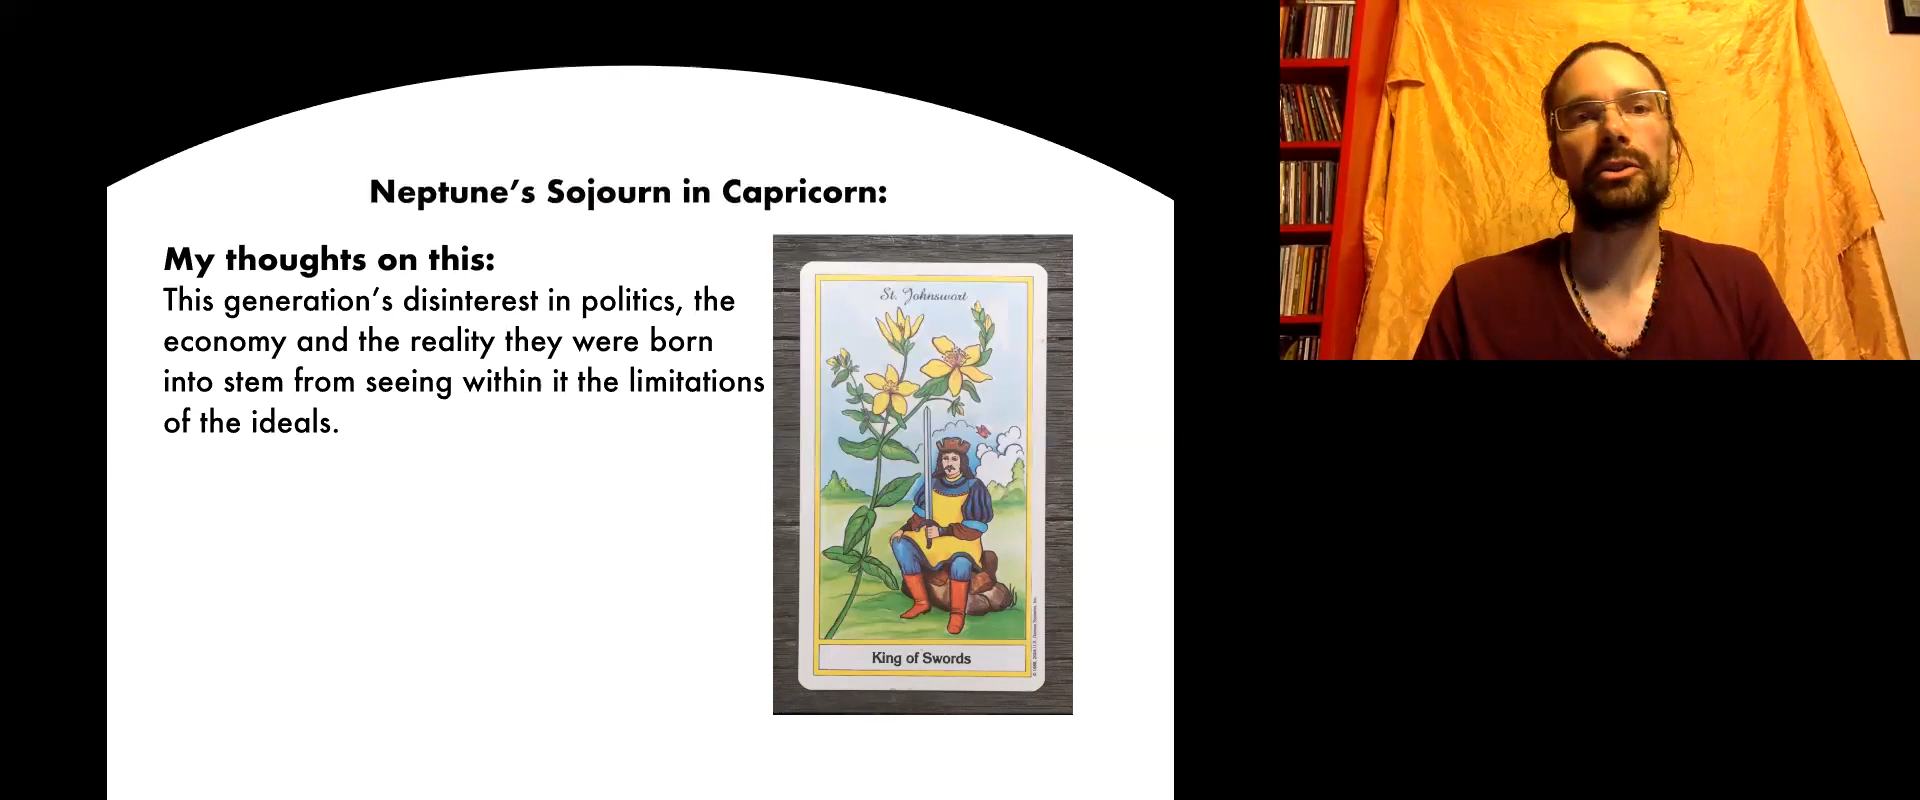 Neptune’s Sojourn in Capricorn:
My thoughts on this:
This generation’s disinterest in politics, the
economy and the reality they were born
into stem from seeing within it the limitations
of the ideals.
St. Johnswort
King of Swords